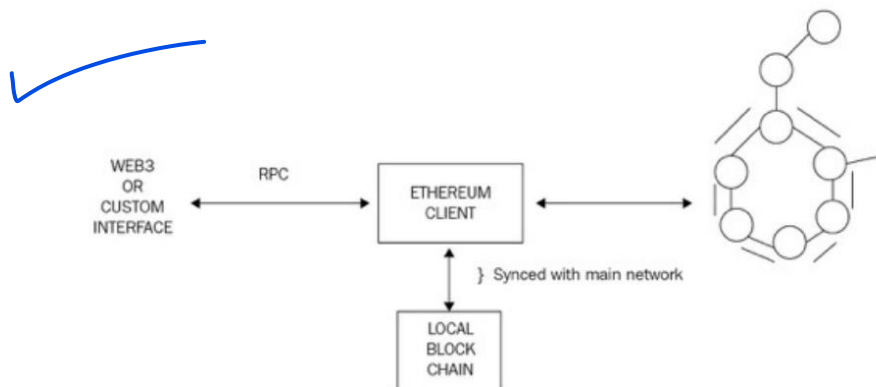 WEB3
OR
CUSTOM
INTERFACE
RPC
ETHEREUM
CLIENT
} Synced with main network
LOCAL
BLOCK
CHAIN